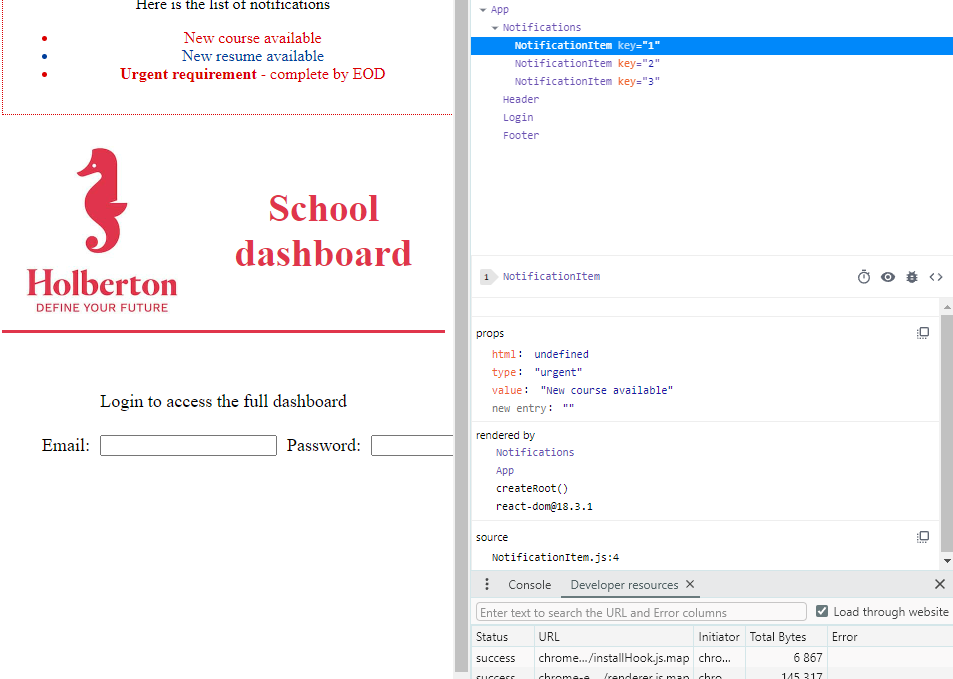 Here is the list of notifications
New course available
New resume available
Urgent requirement - complete by EOD
Holberton
DEFINE YOUR FUTURE
School
dashboard
Login to access the full dashboard
Email: Password:
App
Notifications
NotificationItem key="1"
NotificationItem key="2"
NotificationItem key="3"
Header
Login
Footer
1 NotificationItem
props
html: undefined
type: "urgent"
value: "New course available"
new entry: ""
rendered by
Notifications
App
createRoot()
react-dom@18.3.1
source
NotificationItem.js:4
Console Developer resources
Enter text to search the URL and Error columns Load through website
Status URL Initiator Total Bytes Error
success chrome…/installHook.js.map chro… 6 867
success chrome-e…/renderer.js.map chro… 145 317